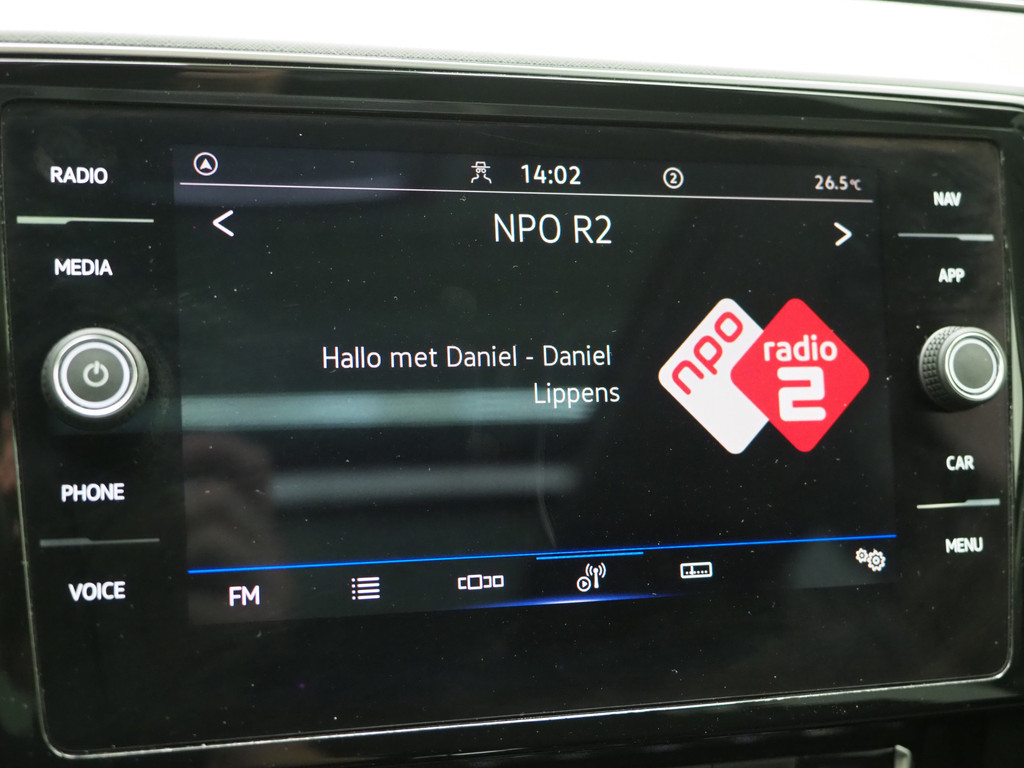 RADIO
MEDIA
PHONE
VOICE
14:02
2
26.5°C
< NPO R2 >
Hallo met Daniel - Daniel
Lippens
npo
radio
2
FM
NAV
APP
CAR
MENU